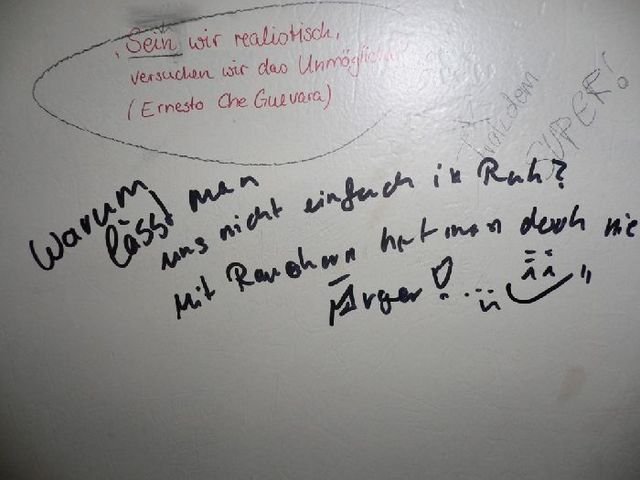 Sein wir realistisch,
versuchen wir das Unmögliche
(Ernesto Che Guevara)
Trotzdem
SUPER!
Warum
lässt man
uns nicht einfach in Ruh?
Mit Rauchern hat man doch nie
Ärger!